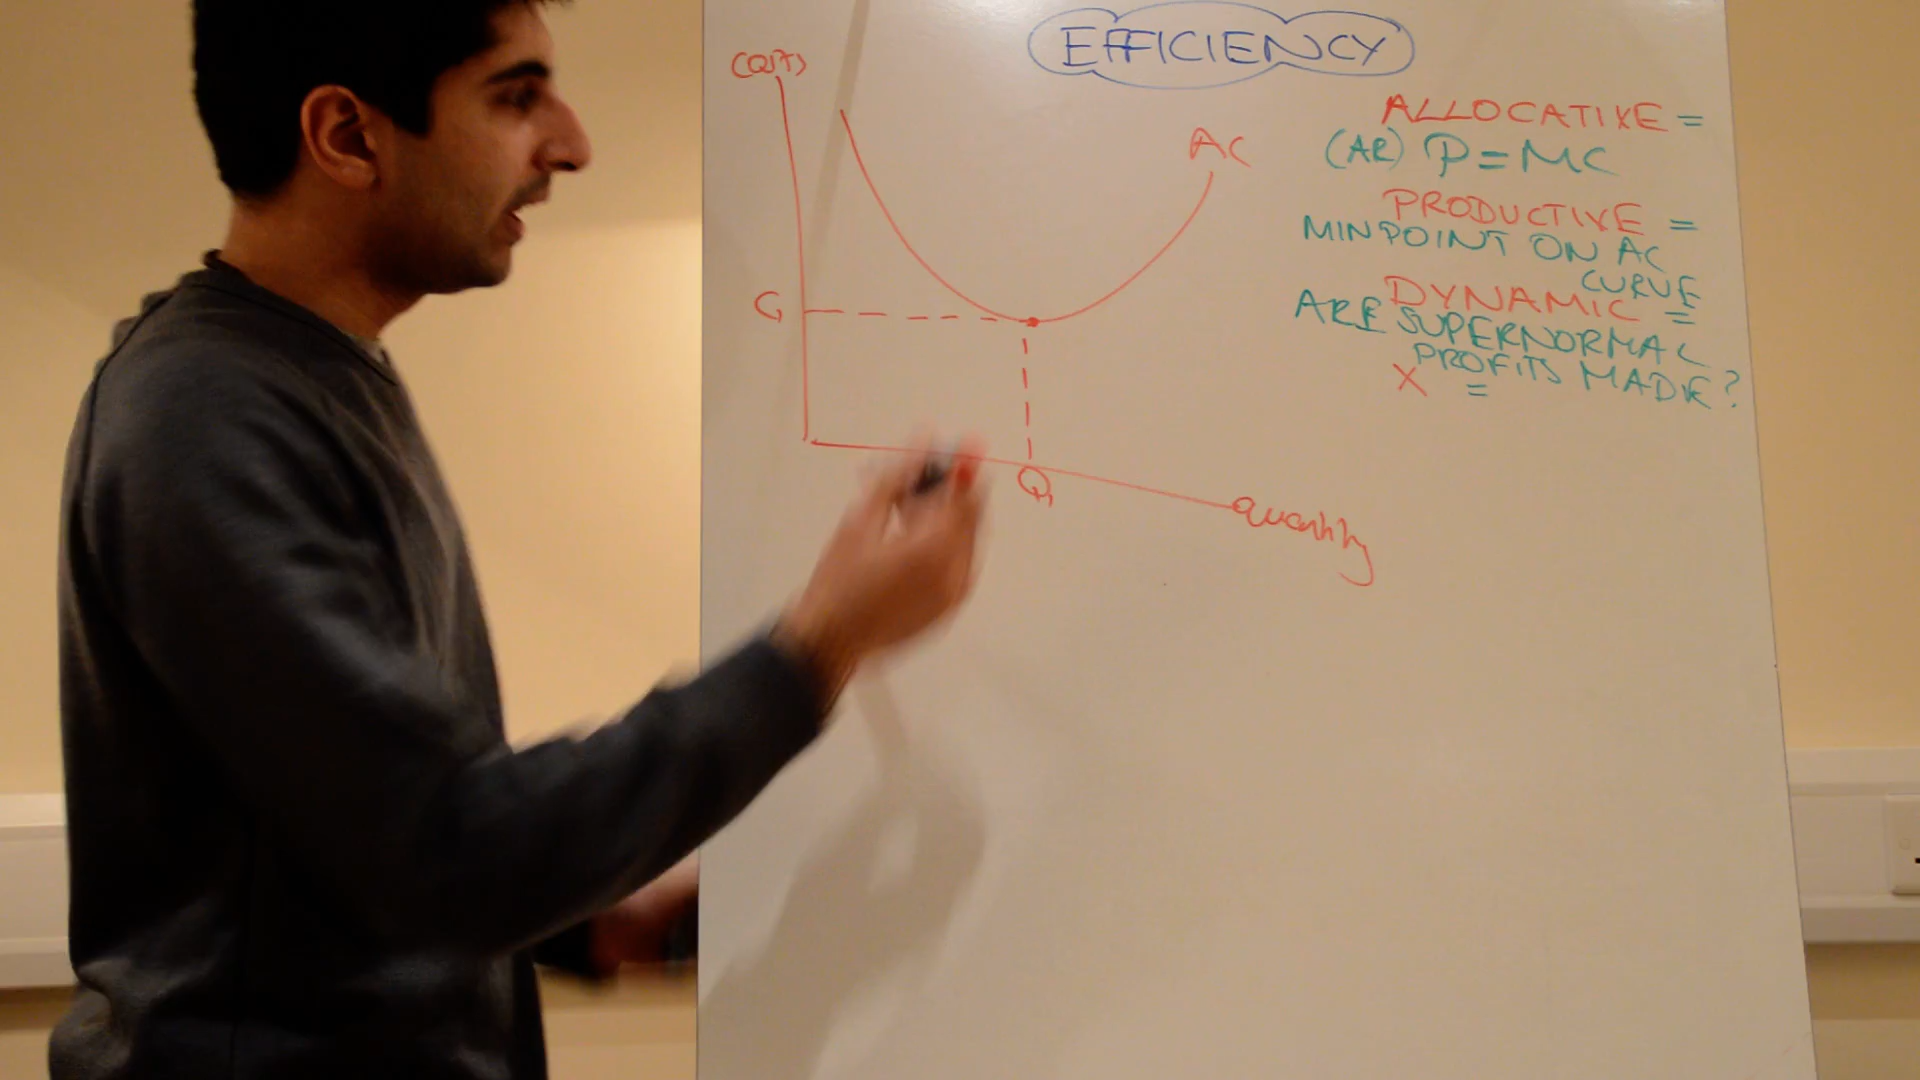 EFFICIENCY
COSTS
AC
C1
Q1
quantity
ALLOCATIVE =
(AR) P = MC
PRODUCTIVE =
MIN POINT ON AC
CURVE
DYNAMIC =
ARE SUPERNORMAL
PROFITS MADE?
X =